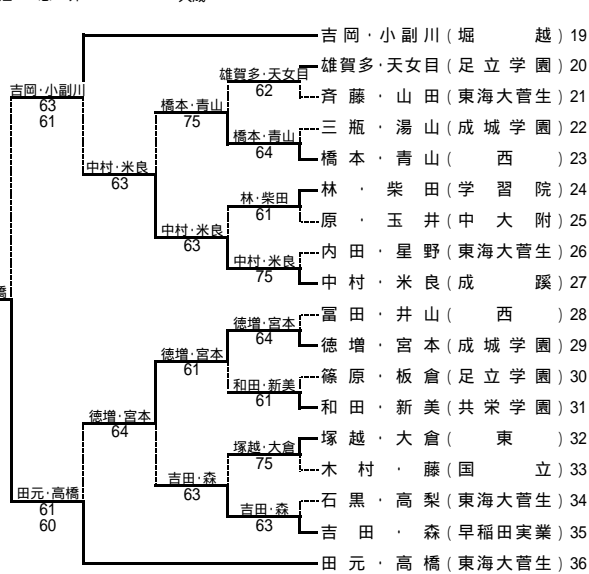 吉岡・小副川(堀越)19
雄賀多・天女目(足立学園)20
斉藤・山田(東海大菅生)21
三瓶・湯山(成城学園)22
橋本・青山(西)23
林・柴田(学習院)24
原・玉井(中大附)25
内田・星野(東海大菅生)26
中村・米良(成蹊)27
冨田・井山(西)28
徳増・宮本(成城学園)29
篠原・板倉(足立学園)30
和田・新美(共栄学園)31
塚越・大倉(東)32
木村・藤(国立)33
石黒・高梨(東海大菅生)34
吉田・森(早稲田実業)35
田元・高橋(東海大菅生)36
雄賀多・天女目
62
橋本・青山
64
林・柴田
61
中村・米良
75
徳増・宮本
64
和田・新美
61
塚越・大倉
75
吉田・森
63
橋本・青山
75
中村・米良
63
徳増・宮本
61
吉田・森
63
中村・米良
63
徳増・宮本
64
吉岡・小副川
63
61
田元・高橋
61
60